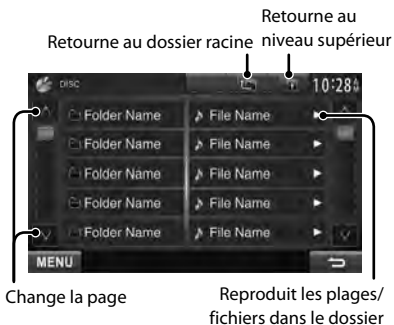 Retourne au
niveau supérieur
Retourne au dossier racine
DISC
10:28
Folder Name
File Name
Folder Name
File Name
Folder Name
File Name
Folder Name
File Name
Folder Name
File Name
MENU
Change la page
Reproduit les plages/
fichiers dans le dossier